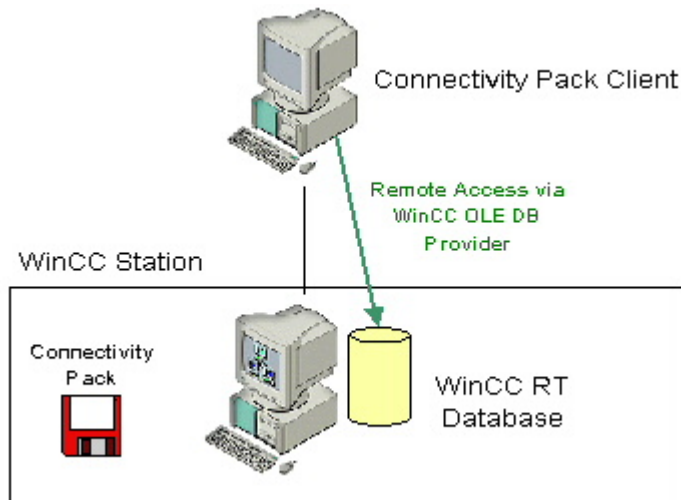 Connectivity Pack Client
Remote Access via
WinCC OLE DB
Provider
WinCC Station
Connectivity
Pack
WinCC RT
Database